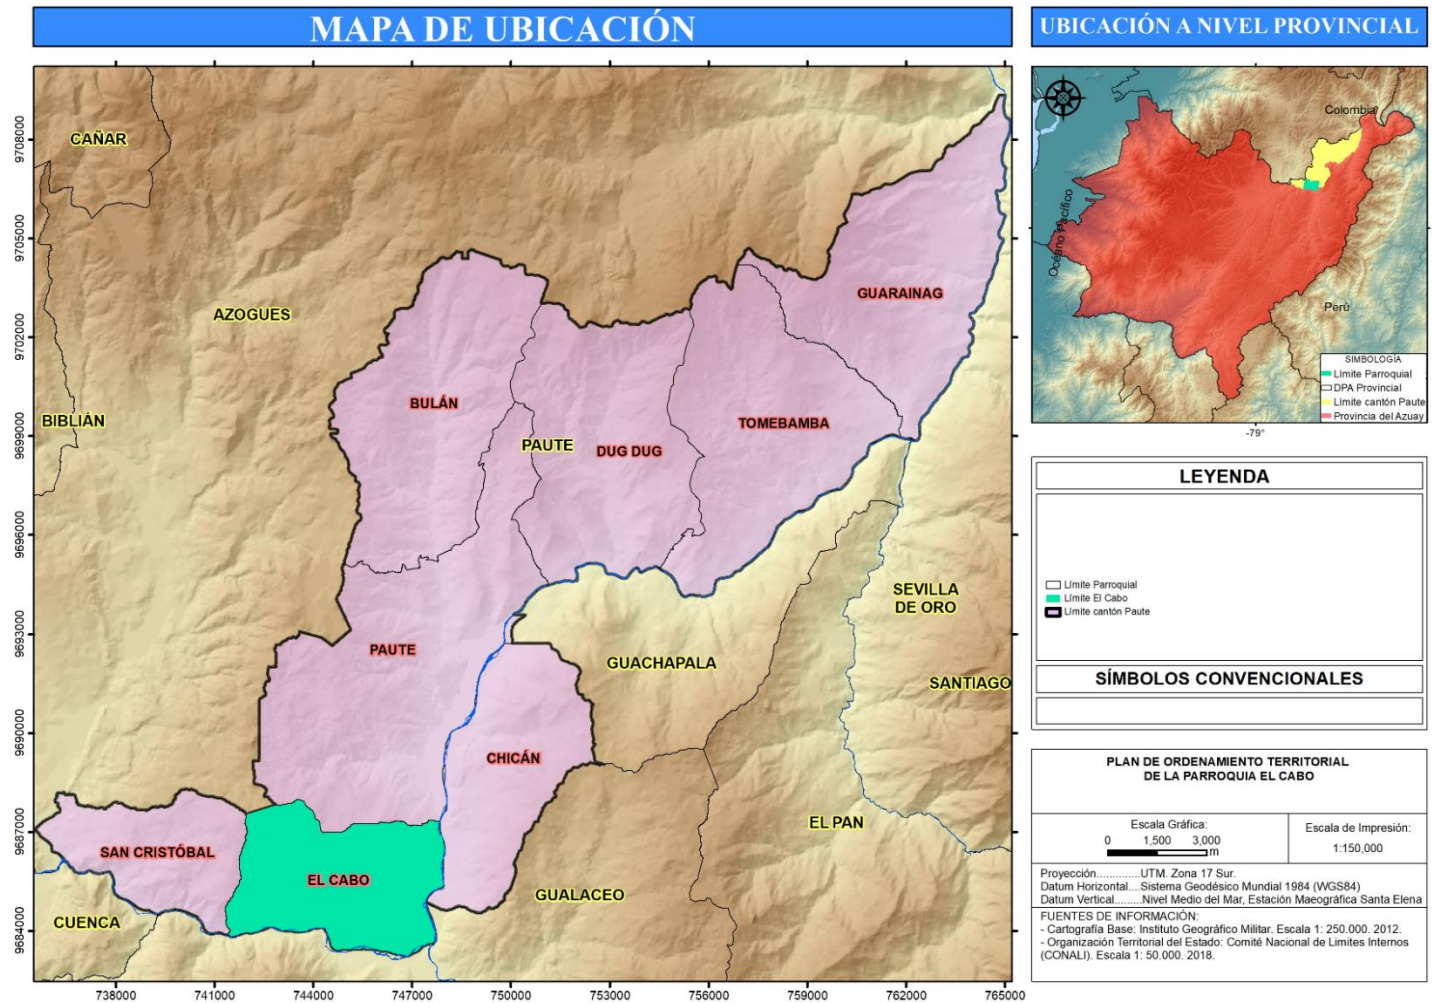 MAPA DE UBICACIÓN
CAÑAR
AZOGUES
BIBLIÁN
GUARAINAG
BULÁN
TOMEBAMBA
PAUTE
DUG DUG
SEVILLA
DE ORO
PAUTE
GUACHAPALA
SANTIAGO
CHICÁN
EL PAN
SAN CRISTÓBAL
EL CABO
GUALACEO
CUENCA
9708000
9705000
9702000
9699000
9696000
9693000
9690000
9687000
9684000
738000
741000
744000
747000
750000
753000
756000
759000
762000
765000
UBICACIÓN A NIVEL PROVINCIAL
Colombia
Océano Pacífico
Perú
SIMBOLOGÍA
Límite Parroquial
DPA Provincial
Límite cantón Paute
Provincia del Azuay
-79°
LEYENDA
Límite Parroquial
Límite El Cabo
Límite cantón Paute
SÍMBOLOS CONVENCIONALES
PLAN DE ORDENAMIENTO TERRITORIAL
DE LA PARROQUIA EL CABO
Escala Gráfica:
0 1,500 3,000
m
Escala de Impresión:
1:150,000
Proyección..............UTM. Zona 17 Sur.
Datum Horizontal....Sistema Geodésico Mundial 1984 (WGS84)
Datum Vertical.........Nivel Medio del Mar, Estación Maeográfica Santa Elena
FUENTES DE INFORMACIÓN:
- Cartografía Base: Instituto Geográfico Militar. Escala 1: 250.000. 2012.
- Organización Territorial del Estado: Comité Nacional de Limites Internos
(CONALI). Escala 1: 50.000. 2018.